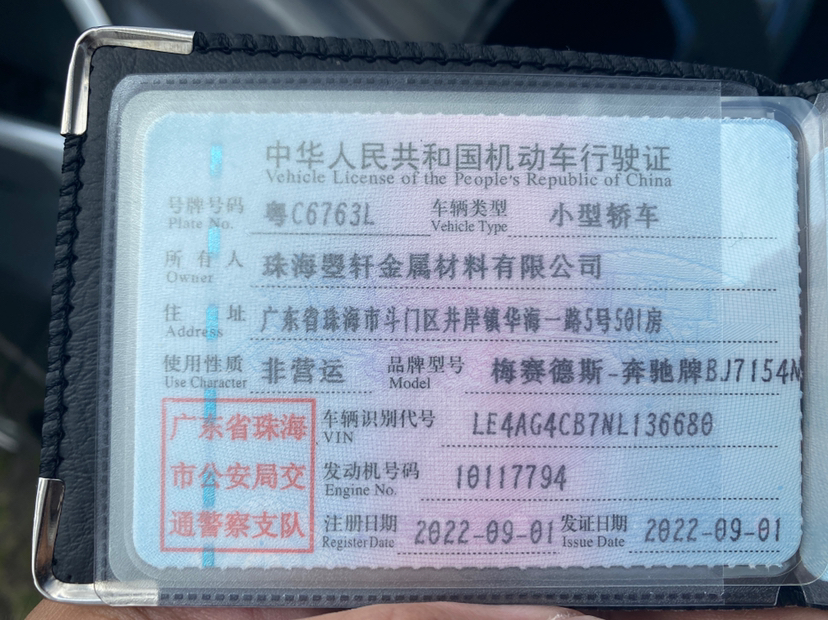 中华人民共和国机动车行驶证
Vehicle License of the People's Republic of China
号牌号码 粤C6763L 车辆类型 小型轿车
Plate No. Vehicle Type
所有人 珠海曌轩金属材料有限公司
Owner
住址 广东省珠海市斗门区井岸镇华海一路5号501房
Address
使用性质 非营运 品牌型号 梅赛德斯-奔驰牌BJ7154M
Use Character Model
广东省珠海 车辆识别代号 LE4AG4CB7NL136680
VIN
市公安局交 发动机号码 10117794
Engine No.
通警察支队 注册日期 2022-09-01 发证日期 2022-09-01
Register Date Issue Date